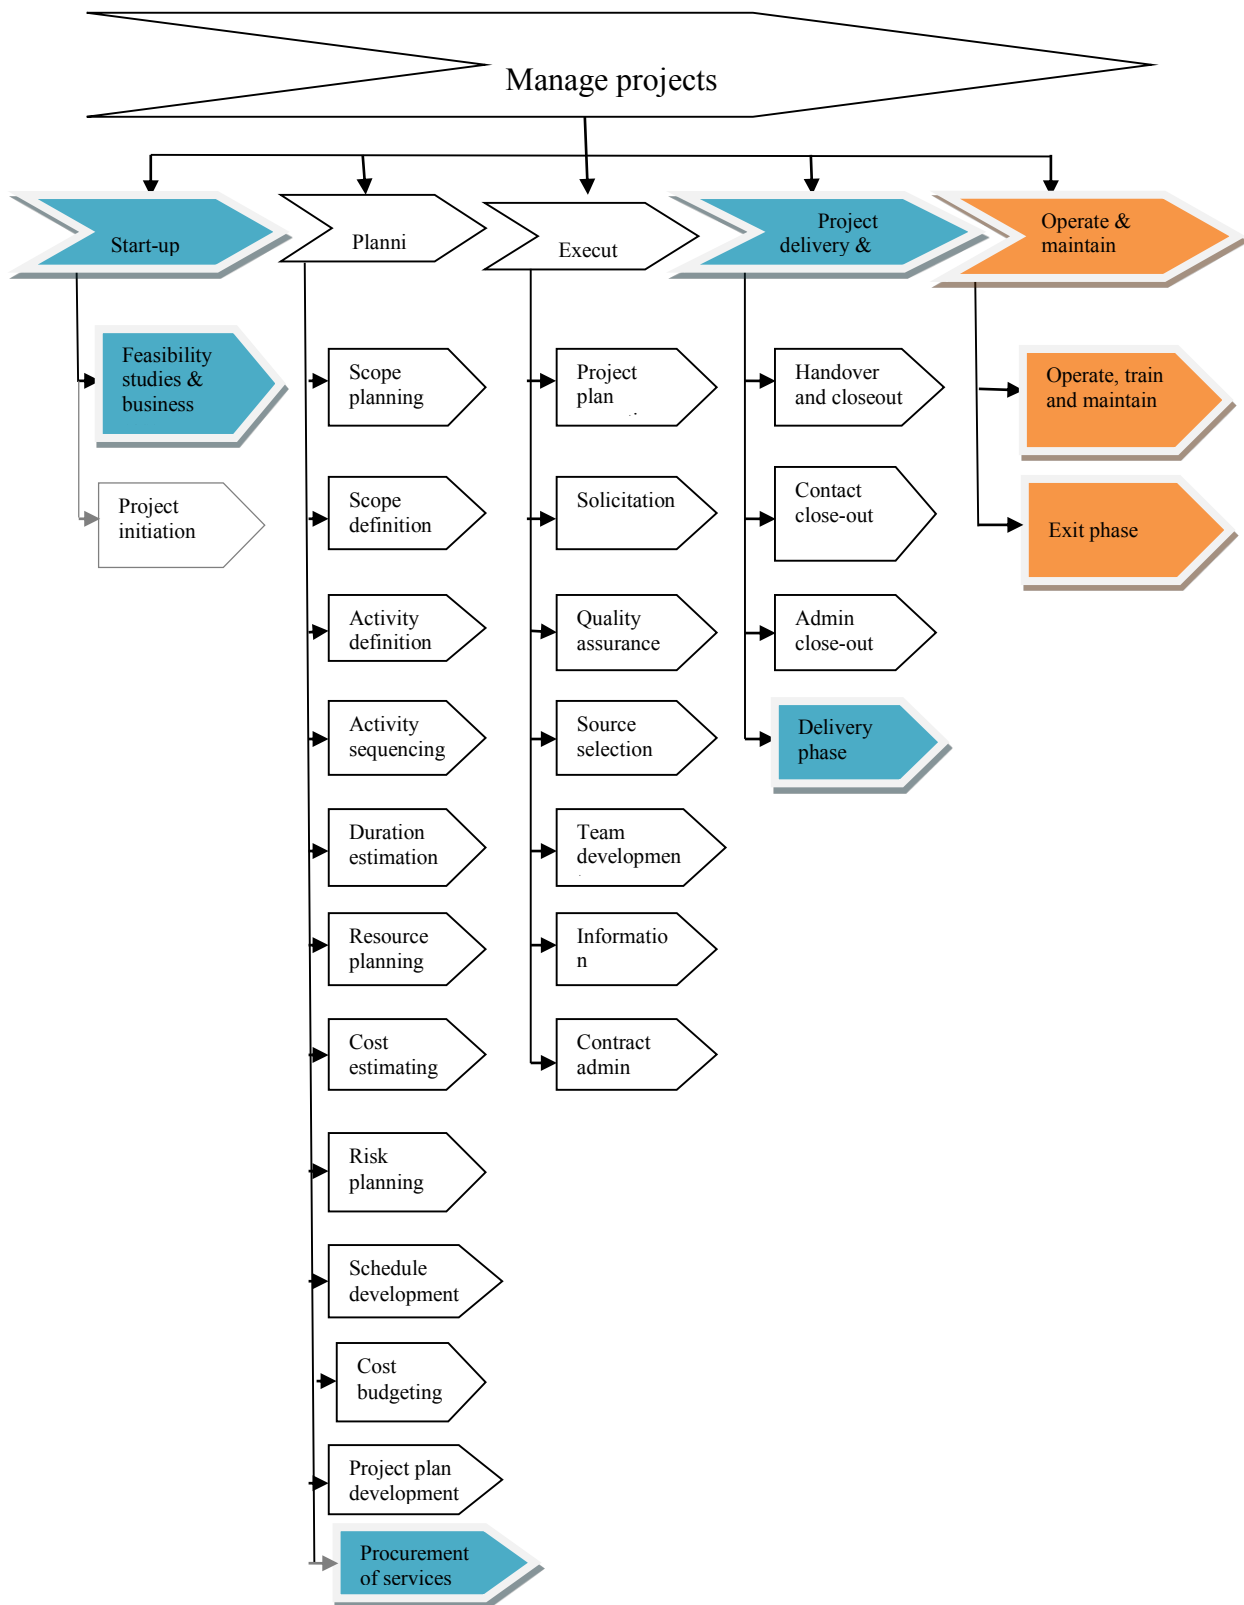 Manage projects
Start-up
Planni
Execut
Project
delivery &
Operate &
maintain
Feasibility
studies &
business
Project
initiation
Scope
planning
Scope
definition
Activity
definition
Activity
sequencing
Duration
estimation
Resource
planning
Cost
estimating
Risk
planning
Schedule
development
Cost
budgeting
Project plan
development
Procurement
of services
Project
plan
Solicitation
Quality
assurance
Source
selection
Team
developmen
Informatio
n
Contract
admin
Handover
and closeout
Contact
close-out
Admin
close-out
Delivery
phase
Operate, train
and maintain
Exit phase